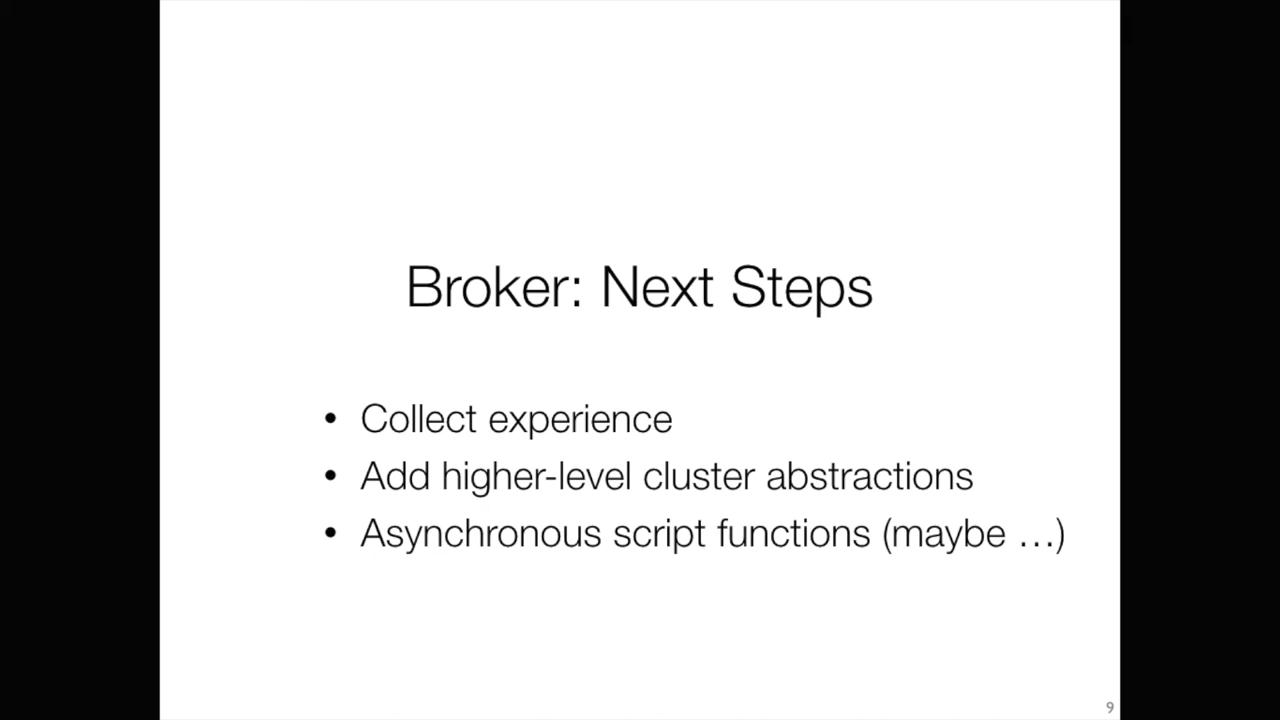 Broker: Next Steps
• Collect experience
• Add higher-level cluster abstractions
• Asynchronous script functions (maybe …)
9